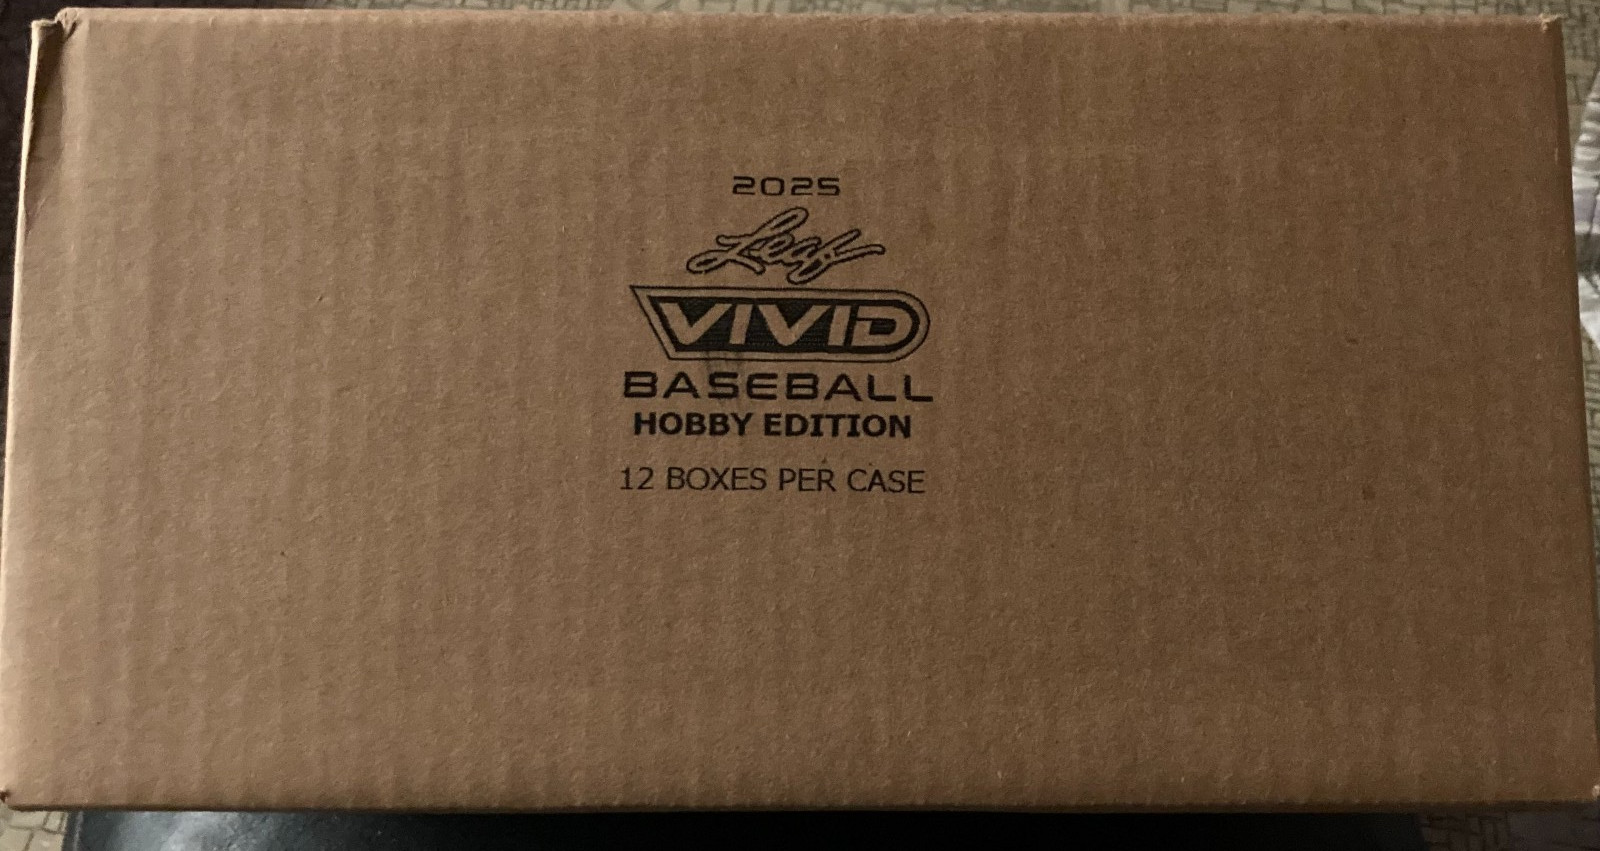 2025
Leaf
VIVID
BASEBALL
HOBBY EDITION
12 BOXES PER CASE